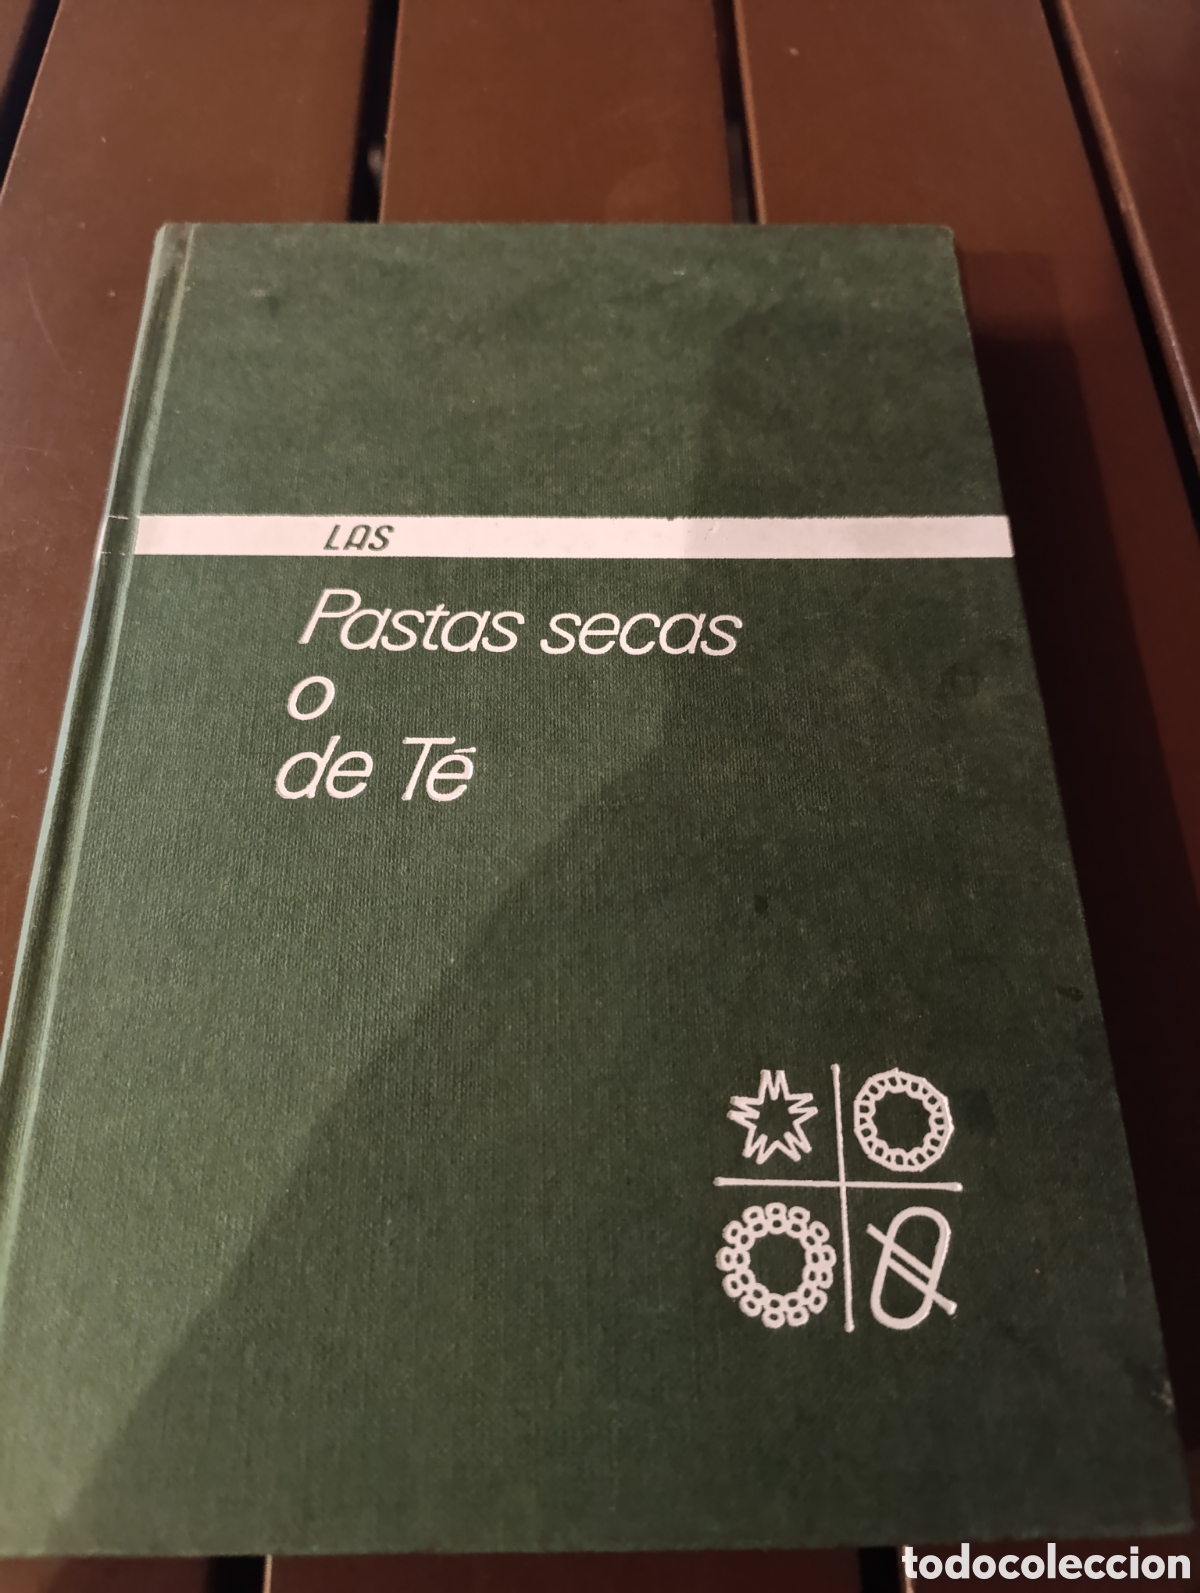 LAS
Pastas secas
o
de Té
todocoleccion